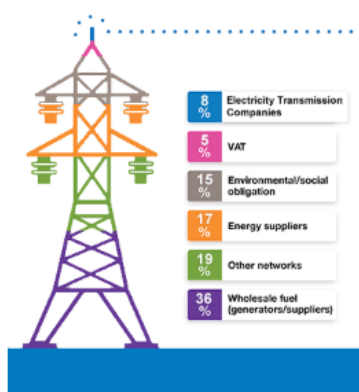 8
%
Electricity Transmission
Companies
5
%
VAT
15
%
Environmental/social
obligation
17
%
Energy suppliers
19
%
Other networks
36
%
Wholesale fuel
(generators/suppliers)